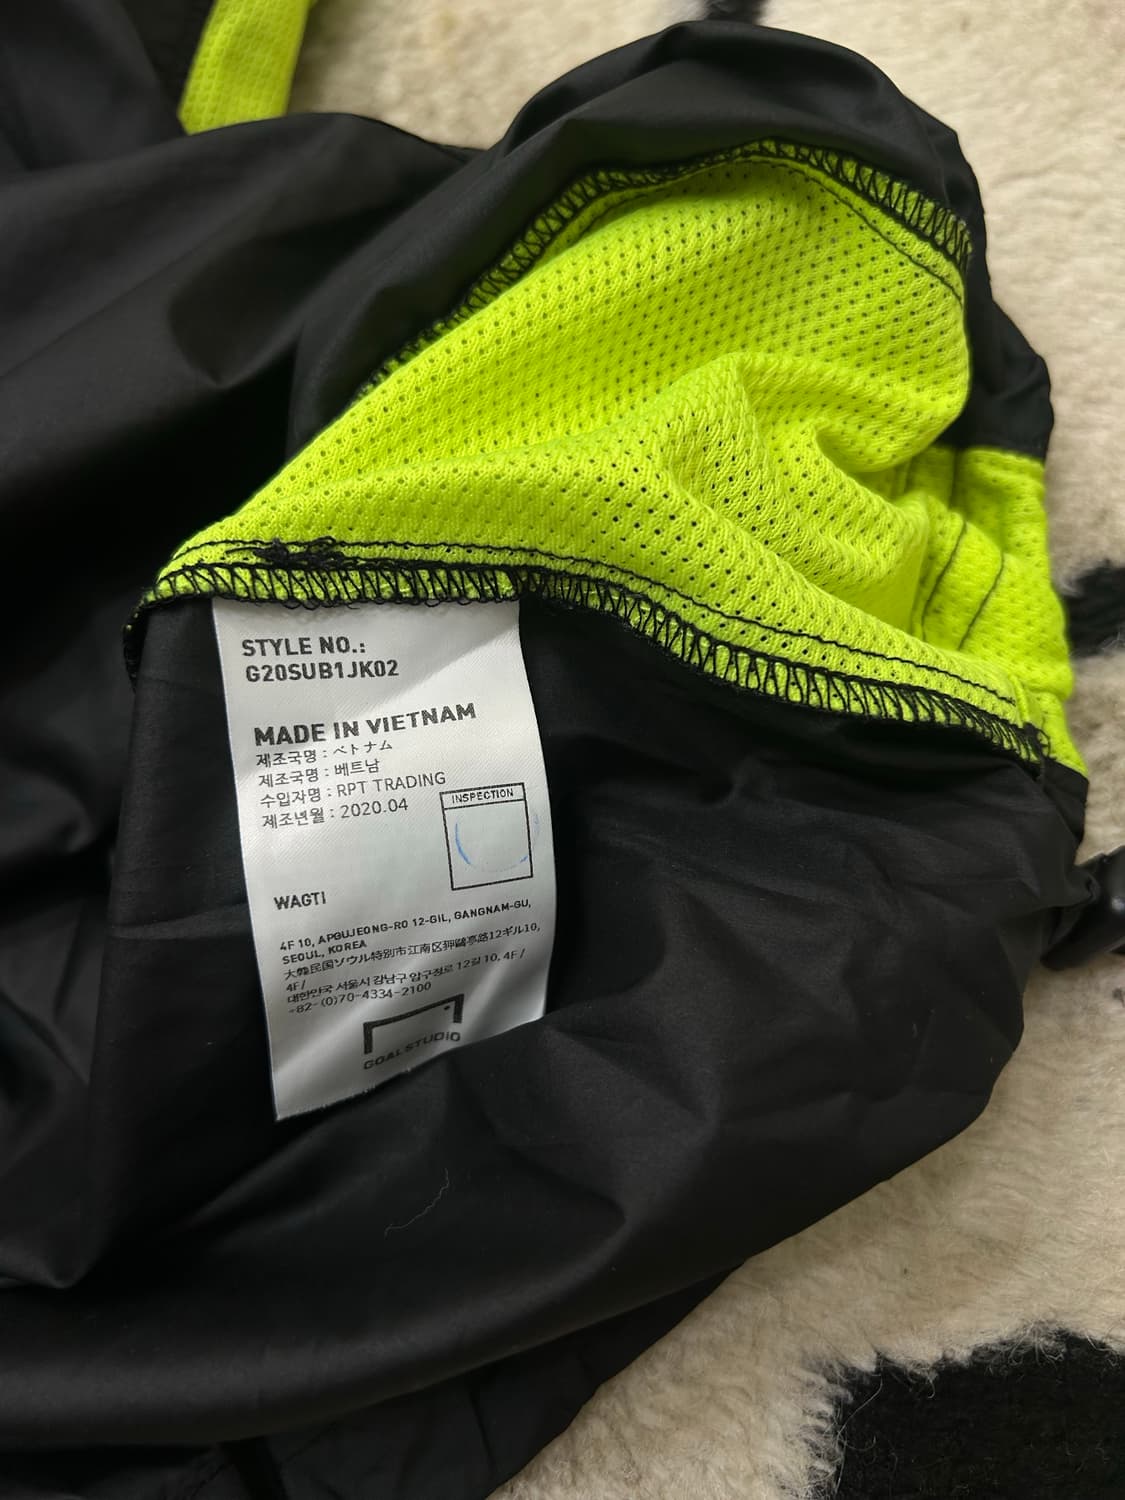 STYLE NO.:
G20SUB1JK02
MADE IN VIETNAM
제조국명 : ベトナム
제조국명 : 베트남
수입자명 : RPT TRADING
제조년월 : 2020.04
INSPECTION
WAGTI
4F 10, APGUJEONG-RO 12-GIL, GANGNAM-GU,
SEOUL, KOREA
大韓民国ソウル特別市江南区狎鷗亭路12ギル10,
4F /
대한민국 서울시 강남구 압구정로 12길 10, 4F /
+82-(0)70-4334-2100
GOALSTUDIO